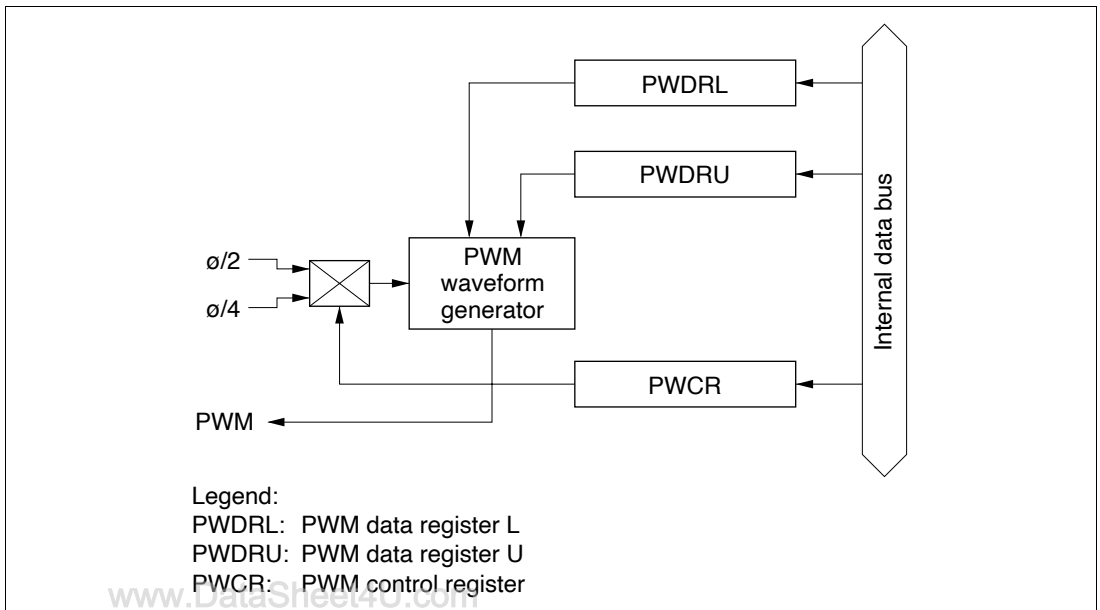 PWDRL
PWDRU
Internal data bus
ø/2
ø/4
PWM
waveform
generator
PWCR
PWM
Legend:
PWDRL: PWM data register L
PWDRU: PWM data register U
PWCR: PWM control register
www.DataSheet4U.com